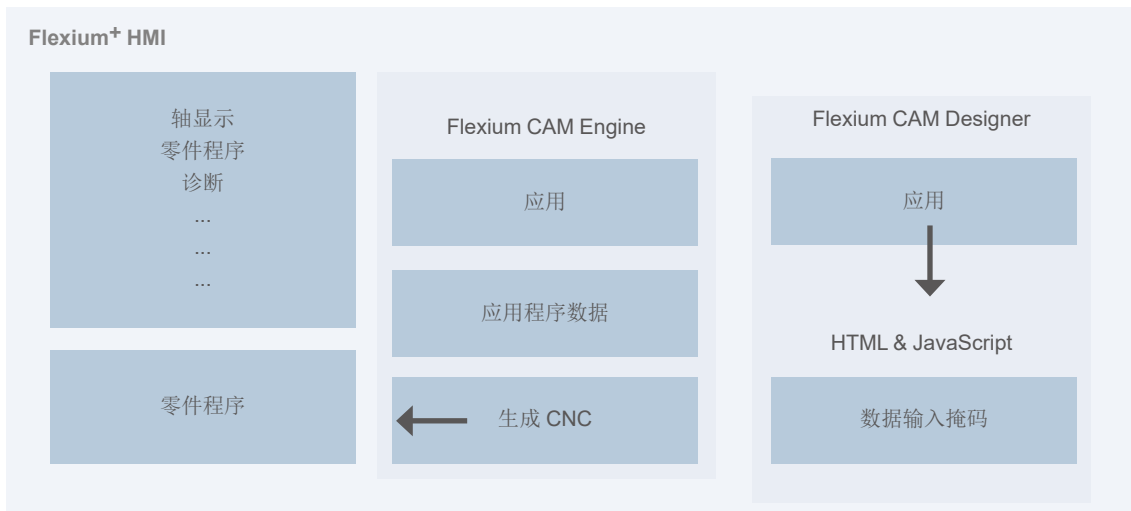 Flexium+ HMI
轴显示
零件程序
诊断
...
...
...
零件程序
Flexium CAM Engine
应用
应用程序数据
生成 CNC
Flexium CAM Designer
应用
HTML & JavaScript
数据输入掩码